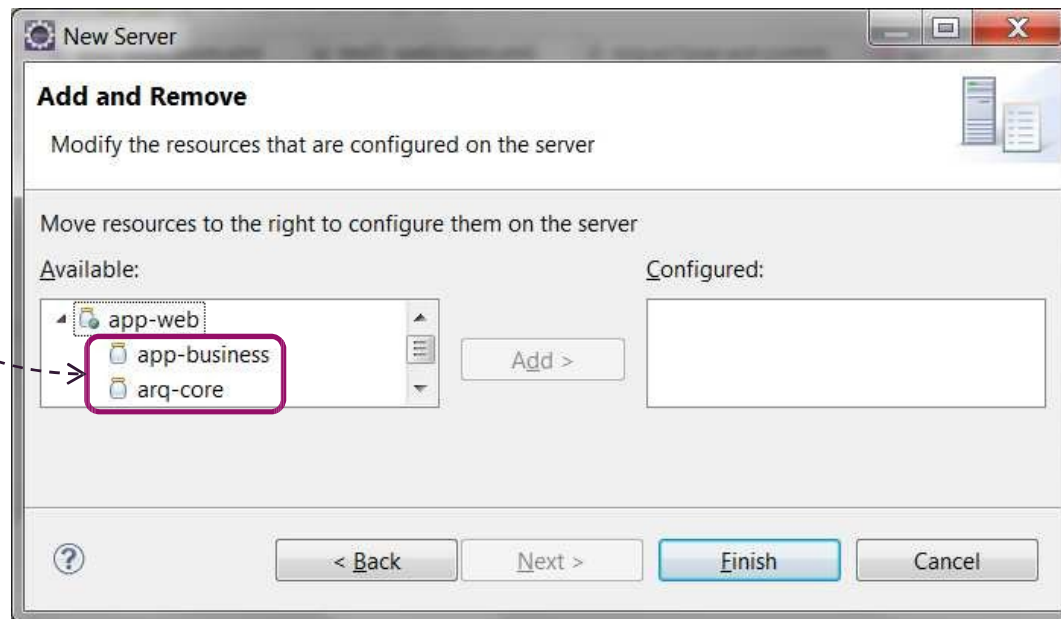 New Server
X
Add and Remove
Modify the resources that are configured on the server
Move resources to the right to configure them on the server
Available:
Configured:
app-web
app-business
arq-core
Add >
?
< Back
Next >
Finish
Cancel